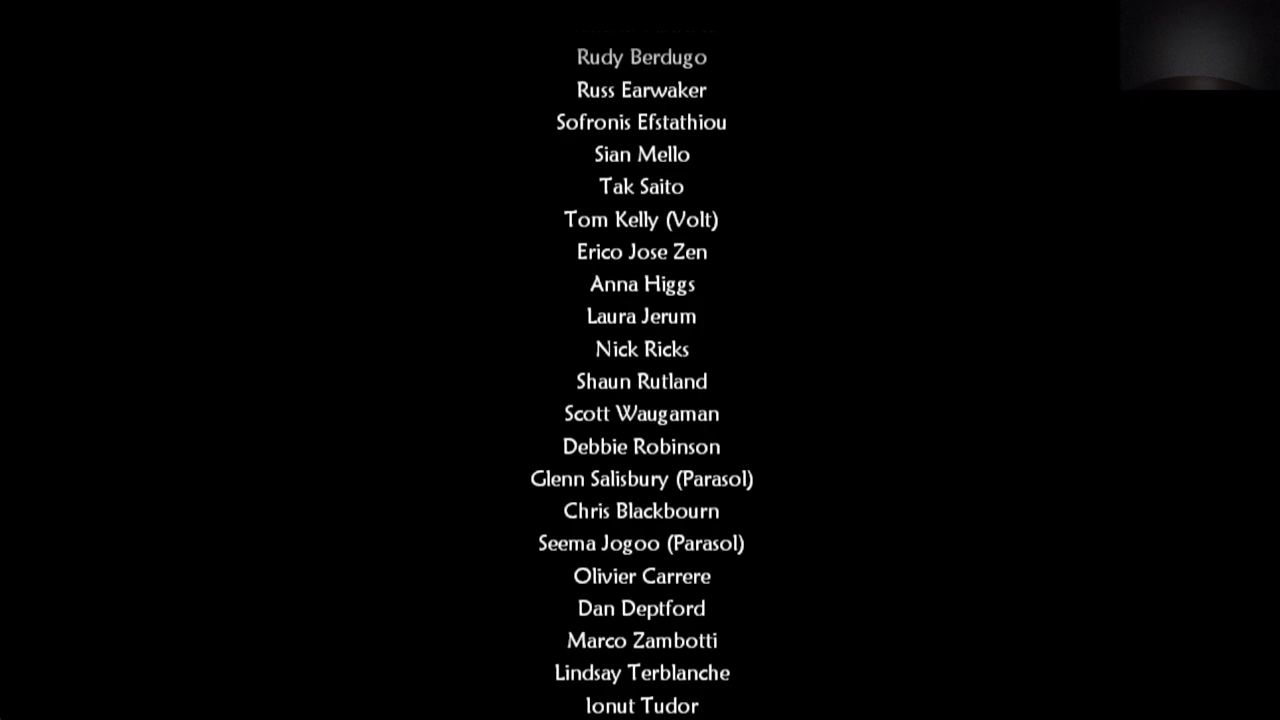 Rudy Berdugo
Russ Earwaker
Sofronis Efstathiou
Sian Mello
Tak Saito
Tom Kelly (Volt)
Erico Jose Zen
Anna Higgs
Laura Jerum
Nick Ricks
Shaun Rutland
Scott Waugaman
Debbie Robinson
Glenn Salisbury (Parasol)
Chris Blackbourn
Seema Jogoo (Parasol)
Olivier Carrere
Dan Deptford
Marco Zambotti
Lindsay Terblanche
Ionut Tudor